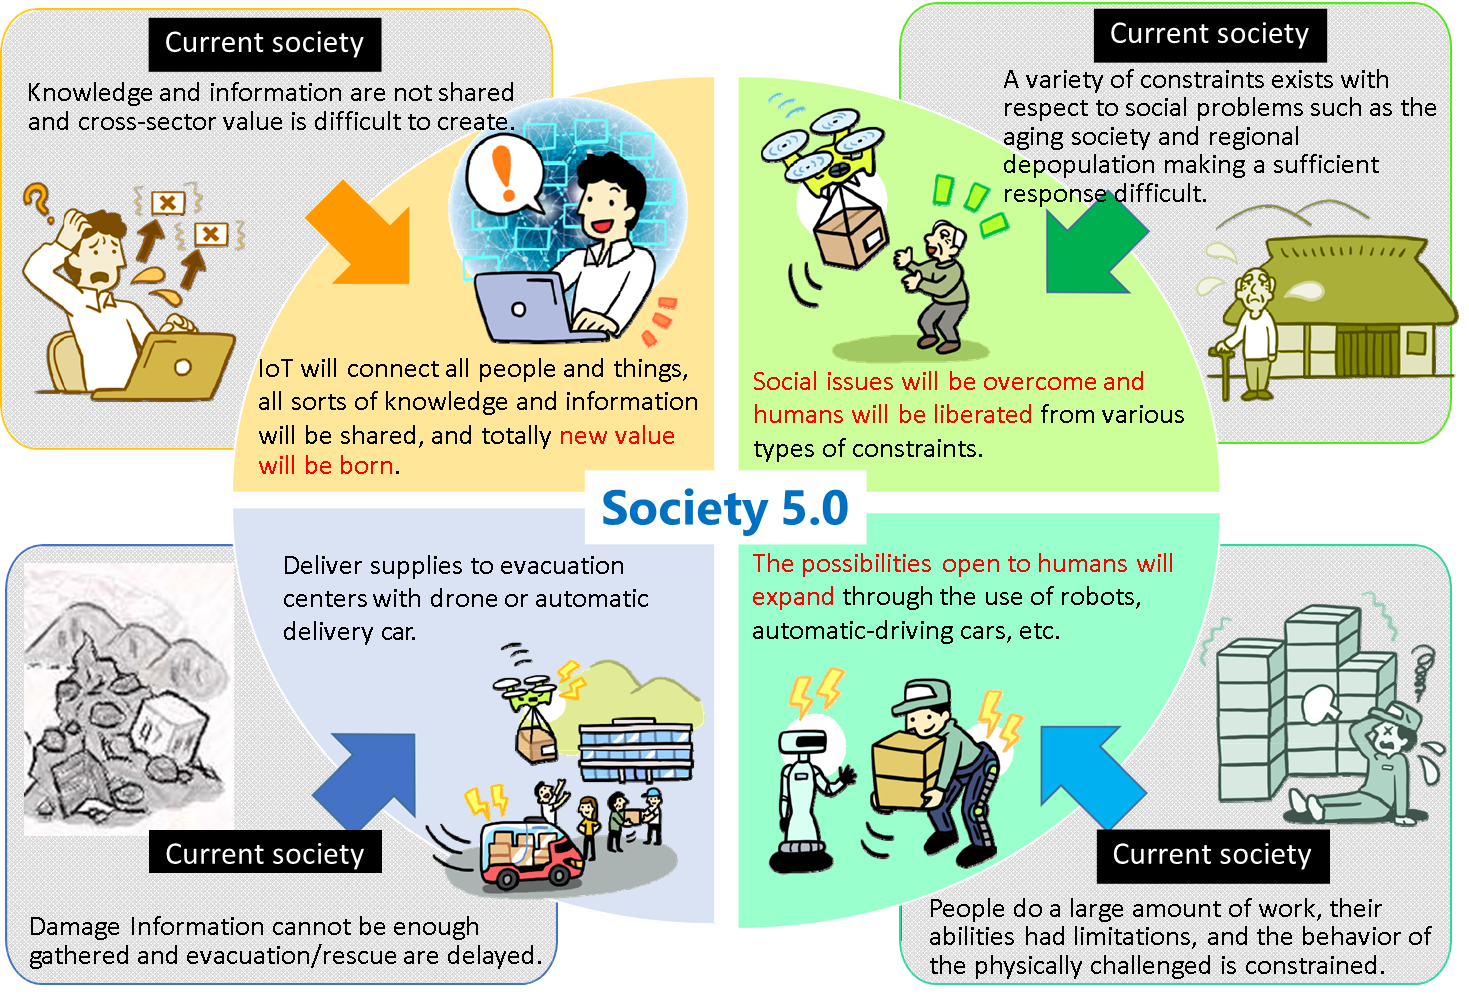 Current society
Knowledge and information are not shared
and cross-sector value is difficult to create.
IoT will connect all people and things,
all sorts of knowledge and information
will be shared, and totally new value
will be born.
Current society
A variety of constraints exists with
respect to social problems such as the
aging society and regional
depopulation making a sufficient
response difficult.
Social issues will be overcome and
humans will be liberated from various
types of constraints.
Society 5.0
Deliver supplies to evacuation
centers with drone or automatic
delivery car.
Current society
Damage Information cannot be enough
gathered and evacuation/rescue are delayed.
The possibilities open to humans will
expand through the use of robots,
automatic-driving cars, etc.
Current society
People do a large amount of work, their
abilities had limitations, and the behavior of
the physically challenged is constrained.